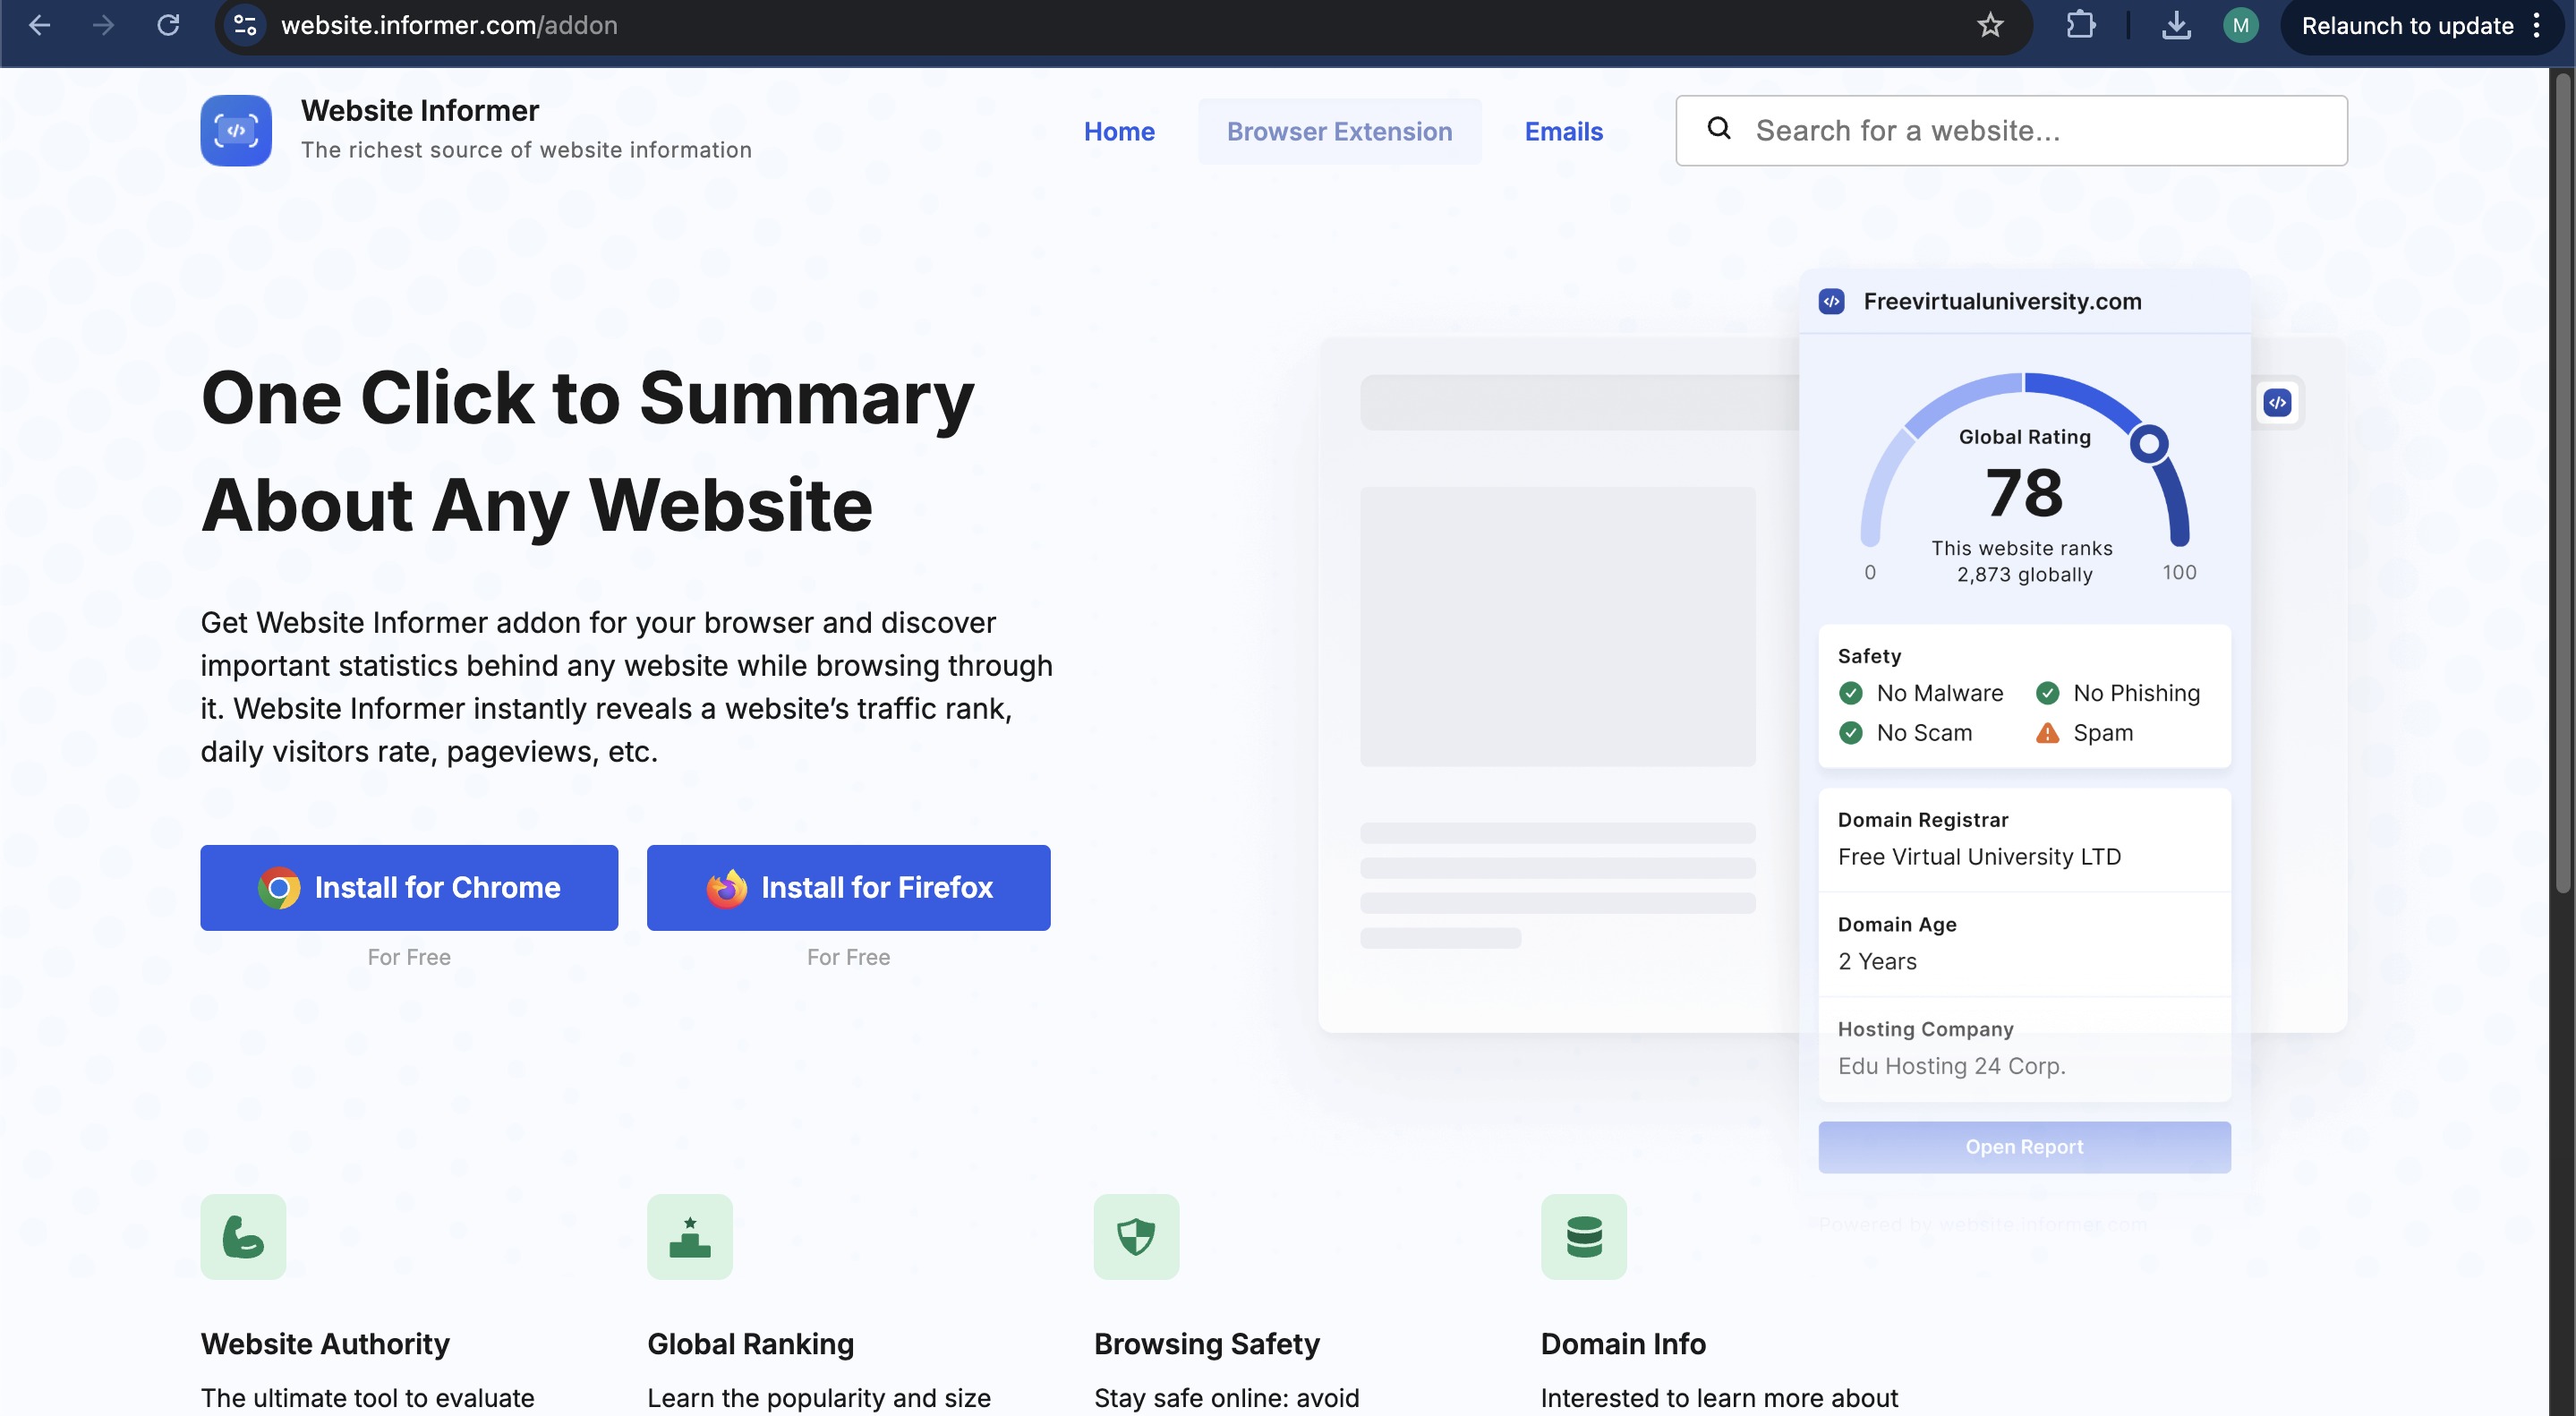 website.informer.com/addon
M
Relaunch to update
Website Informer
The richest source of website information
Home
Browser Extension
Emails
Search for a website...
One Click to Summary
About Any Website
Get Website Informer addon for your browser and discover
important statistics behind any website while browsing through
it. Website Informer instantly reveals a website’s traffic rank,
daily visitors rate, pageviews, etc.
Install for Chrome
For Free
Install for Firefox
For Free
Freevirtualuniversity.com
Global Rating
78
This website ranks
2,873 globally
0
100
Safety
No Malware
No Phishing
No Scam
Spam
Domain Registrar
Free Virtual University LTD
Domain Age
2 Years
Hosting Company
Edu Hosting 24 Corp.
Open Report
Powered by website.informer.com
Website Authority
The ultimate tool to evaluate
Global Ranking
Learn the popularity and size
Browsing Safety
Stay safe online: avoid
Domain Info
Interested to learn more about